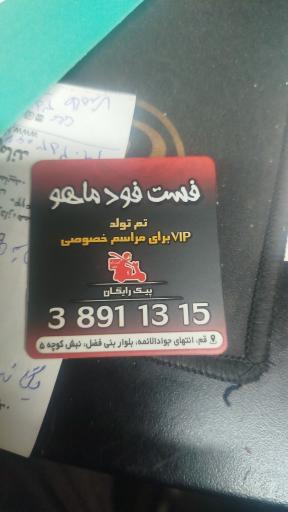 فست فود ماهو
تم تولد
VIP برای مراسم خصوصی
پیک رایگان
3 891 13 15
قم، انتهای جوادالائمه، بلوار بنی فضل، نبش کوچه ۵